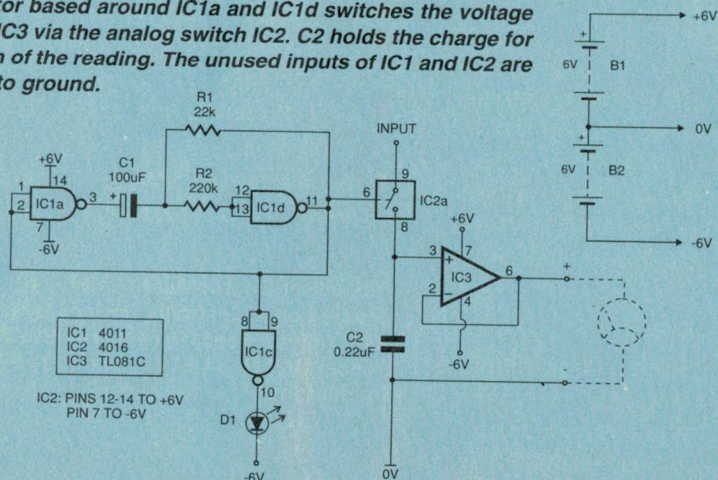 tor based around IC1a and IC1d switches the voltage
IC3 via the analog switch IC2. C2 holds the charge for
of the reading. The unused inputs of IC1 and IC2 are
to ground.
+6V
6V
B1
0V
6V
B2
-6V
R1
22k
INPUT
+6V
14
C1
100uF
R2
220k
1
2
IC1a
3
+
12
13
IC1d
11
6
9
7
IC2a
8
7
-6V
+6V
3
+
7
IC3
6
2
-
4
-6V
+
-
8
9
IC1c
10
D1
-6V
C2
0.22uF
0V
IC1 4011
IC2 4016
IC3 TL081C
IC2: PINS 12-14 TO +6V
PIN 7 TO -6V